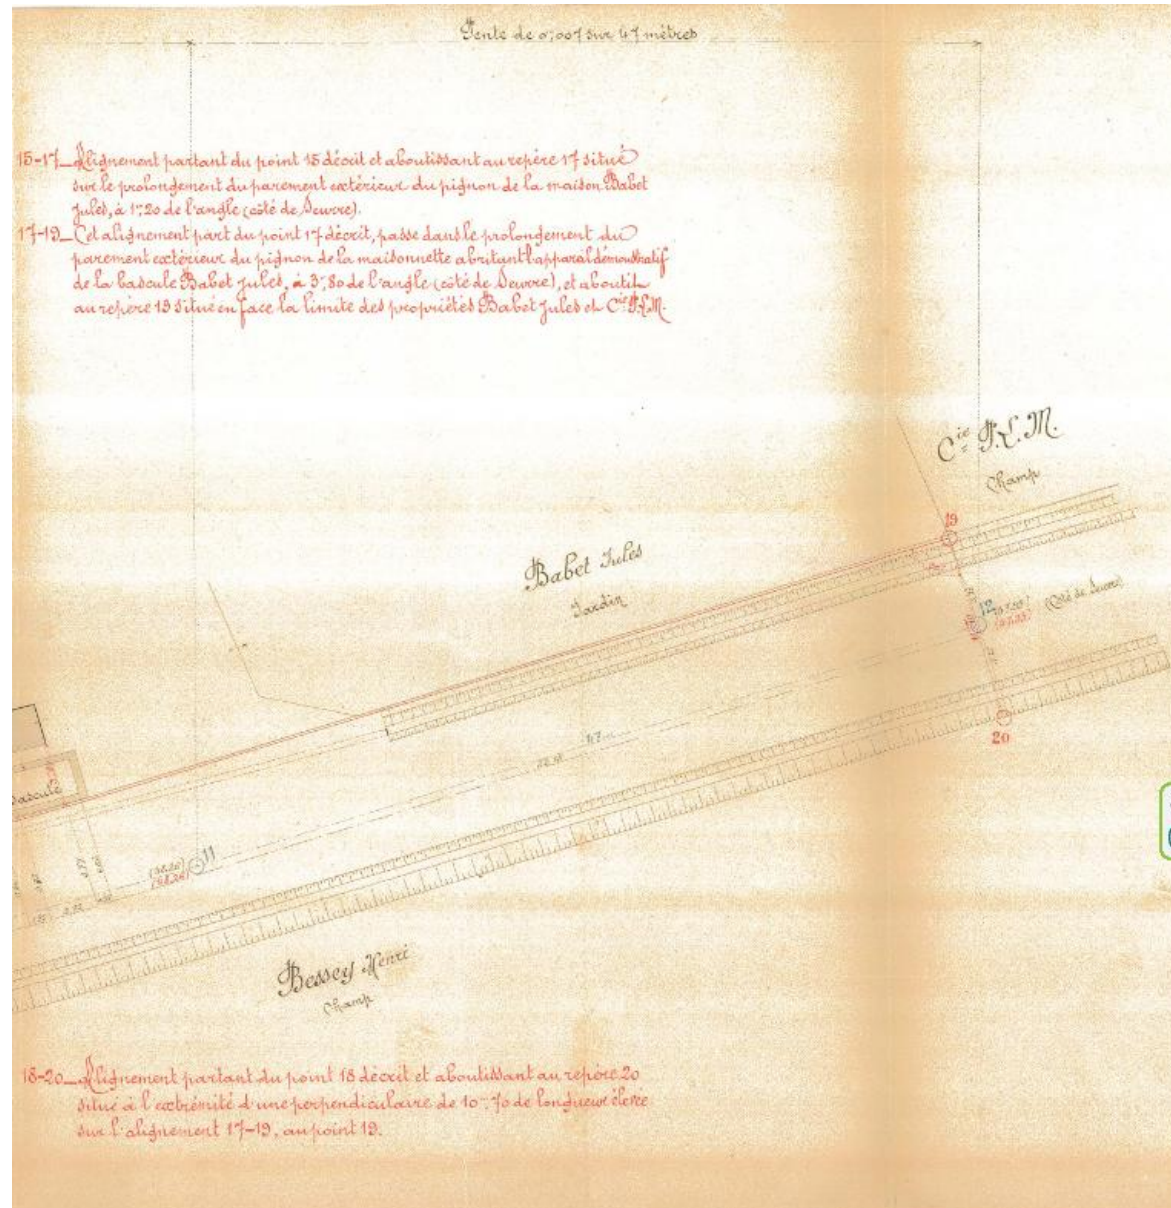 Pente de 0,007 sur 47 mètres
15-17_Alignement partant du point 15 décrit et aboutissant au repère 17 situé
sur le prolongement du parement extérieur du pignon de la maison Babet
Jules, à 1m,20 de l'angle (côté de Seurre).
17-19_Cet alignement part du point 17 décrit, passe dans le prolongement du
parement extérieur du pignon de la maisonnette abritant l'appareil démonstratif
de la bascule Babet Jules, à 3m,80 de l'angle (côté de Seurre), et aboutit
au repère 19 situé en face la limite des propriétés Babet Jules et Cie P.L.M.
Cie P.L.M.
Champ
19
Babet Jules
Jardin
12
(Côté de Seurre)
20
47m
Bascule
11
Bessey Henri
Champ
18-20_Alignement partant du point 18 décrit et aboutissant au repère 20
situé à l'extrémité d'une perpendiculaire de 10m,70 de longueur élevée
sur l'alignement 17-19, au point 19.